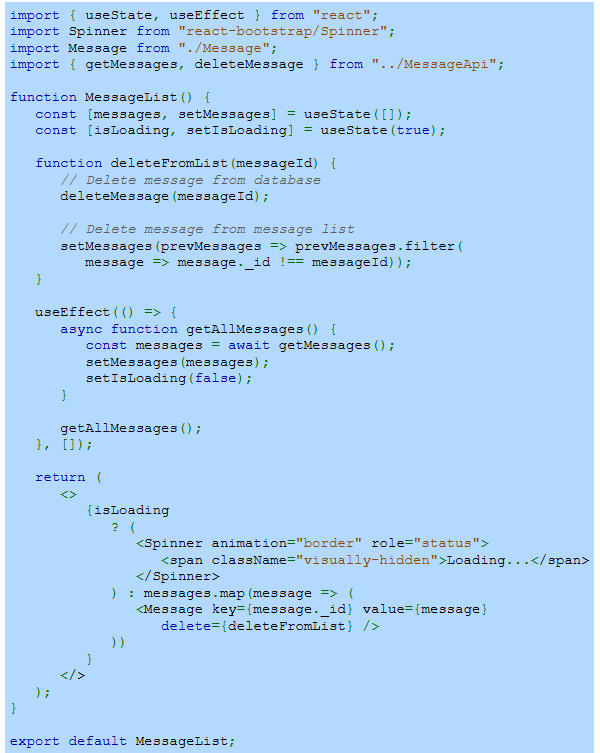 import { useState, useEffect } from "react";
import Spinner from "react-bootstrap/Spinner";
import Message from "./Message";
import { getMessages, deleteMessage } from "../MessageApi";

function MessageList() {
   const [messages, setMessages] = useState([]);
   const [isLoading, setIsLoading] = useState(true);

   function deleteFromList(messageId) {
      // Delete message from database
      deleteMessage(messageId);

      // Delete message from message list
      setMessages(prevMessages => prevMessages.filter(
         message => message._id !== messageId));
   }

   useEffect(() => {
      async function getAllMessages() {
         const messages = await getMessages();
         setMessages(messages);
         setIsLoading(false);
      }

      getAllMessages();
   }, []);

   return (
      <>
         {isLoading
            ? (
               <Spinner animation="border" role="status">
                  <span className="visually-hidden">Loading...</span>
               </Spinner>
            ) : messages.map(message => (
               <Message key={message._id} value={message}
                  delete={deleteFromList} />
            ))
         }
      </>
   );
}

export default MessageList;